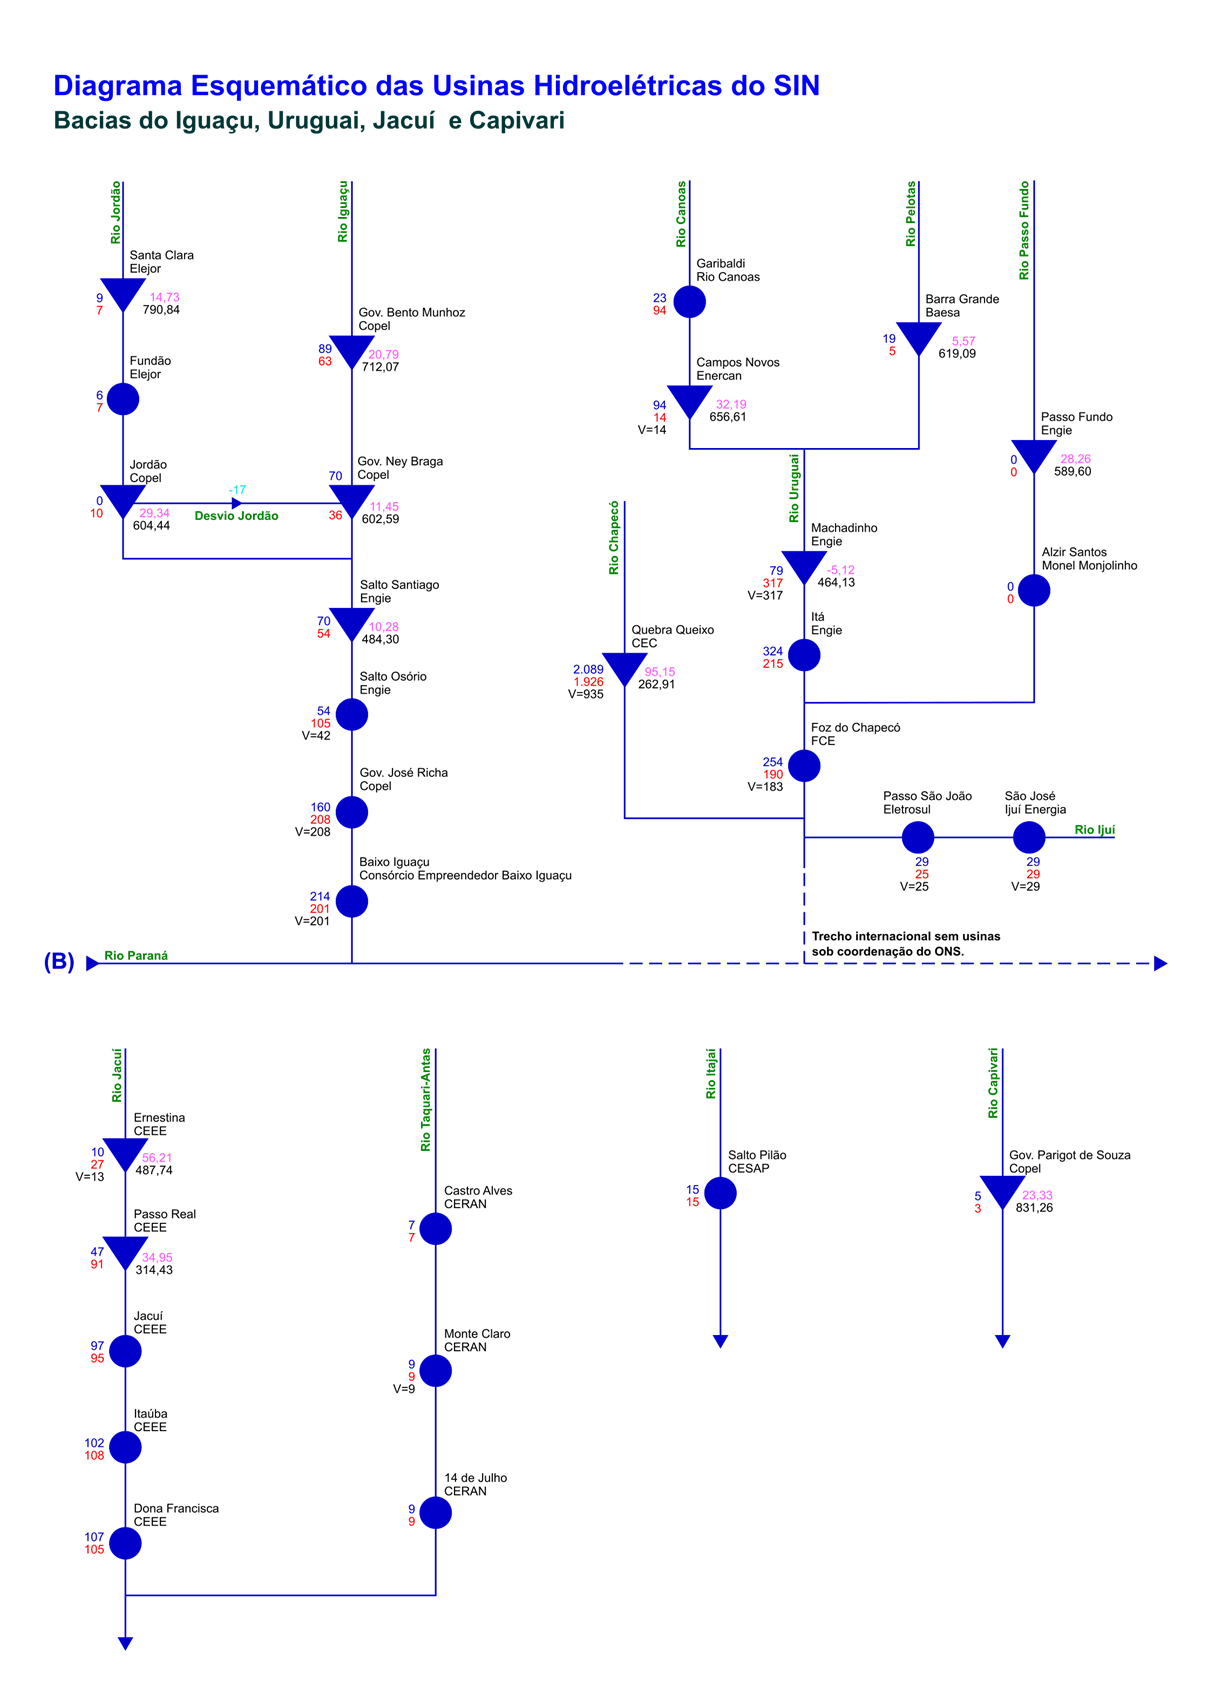 Diagrama Esquemático das Usinas Hidroelétricas do SIN
Bacias do Iguaçu, Uruguai, Jacuí e Capivari
Rio Jordão
Santa Clara
Elejor
9
7
14,73
790,84
Fundão
Elejor
6
7
Jordão
Copel
0
10
29,34
604,44
-17
Desvio Jordão
Rio Iguaçu
Gov. Bento Munhoz
Copel
89
63
20,79
712,07
Gov. Ney Braga
Copel
70
36
11,45
602,59
Salto Santiago
Engie
70
54
10,28
484,30
Salto Osório
Engie
54
105
V=42
Gov. José Richa
Copel
160
208
V=208
Baixo Iguaçu
Consórcio Empreendedor Baixo Iguaçu
214
201
V=201
Rio Canoas
Garibaldi
Rio Canoas
23
94
Campos Novos
Enercan
94
14
V=14
32,19
656,61
Rio Pelotas
Barra Grande
Baesa
19
5
5,57
619,09
Rio Passo Fundo
Passo Fundo
Engie
0
0
28,26
589,60
Alzir Santos
Monel Monjolinho
0
0
Rio Uruguai
Machadinho
Engie
79
317
V=317
-5,12
464,13
Itá
Engie
324
215
Rio Chapecó
Quebra Queixo
CEC
2.089
1.926
V=935
95,15
262,91
Foz do Chapecó
FCE
254
190
V=183
Passo São João
Eletrosul
29
25
V=25
São José
Ijuí Energia
29
29
V=29
Rio Ijuí
Trecho internacional sem usinas
sob coordenação do ONS.
(B)
Rio Paraná
Rio Jacuí
Ernestina
CEEE
10
27
V=13
56,21
487,74
Passo Real
CEEE
47
91
34,95
314,43
Jacuí
CEEE
97
95
Itaúba
CEEE
102
108
Dona Francisca
CEEE
107
105
Rio Taquari-Antas
Castro Alves
CERAN
7
7
Monte Claro
CERAN
9
9
V=9
14 de Julho
CERAN
9
9
Rio Itajaí
Salto Pilão
CESAP
15
15
Rio Capivari
Gov. Parigot de Souza
Copel
5
3
23,33
831,26